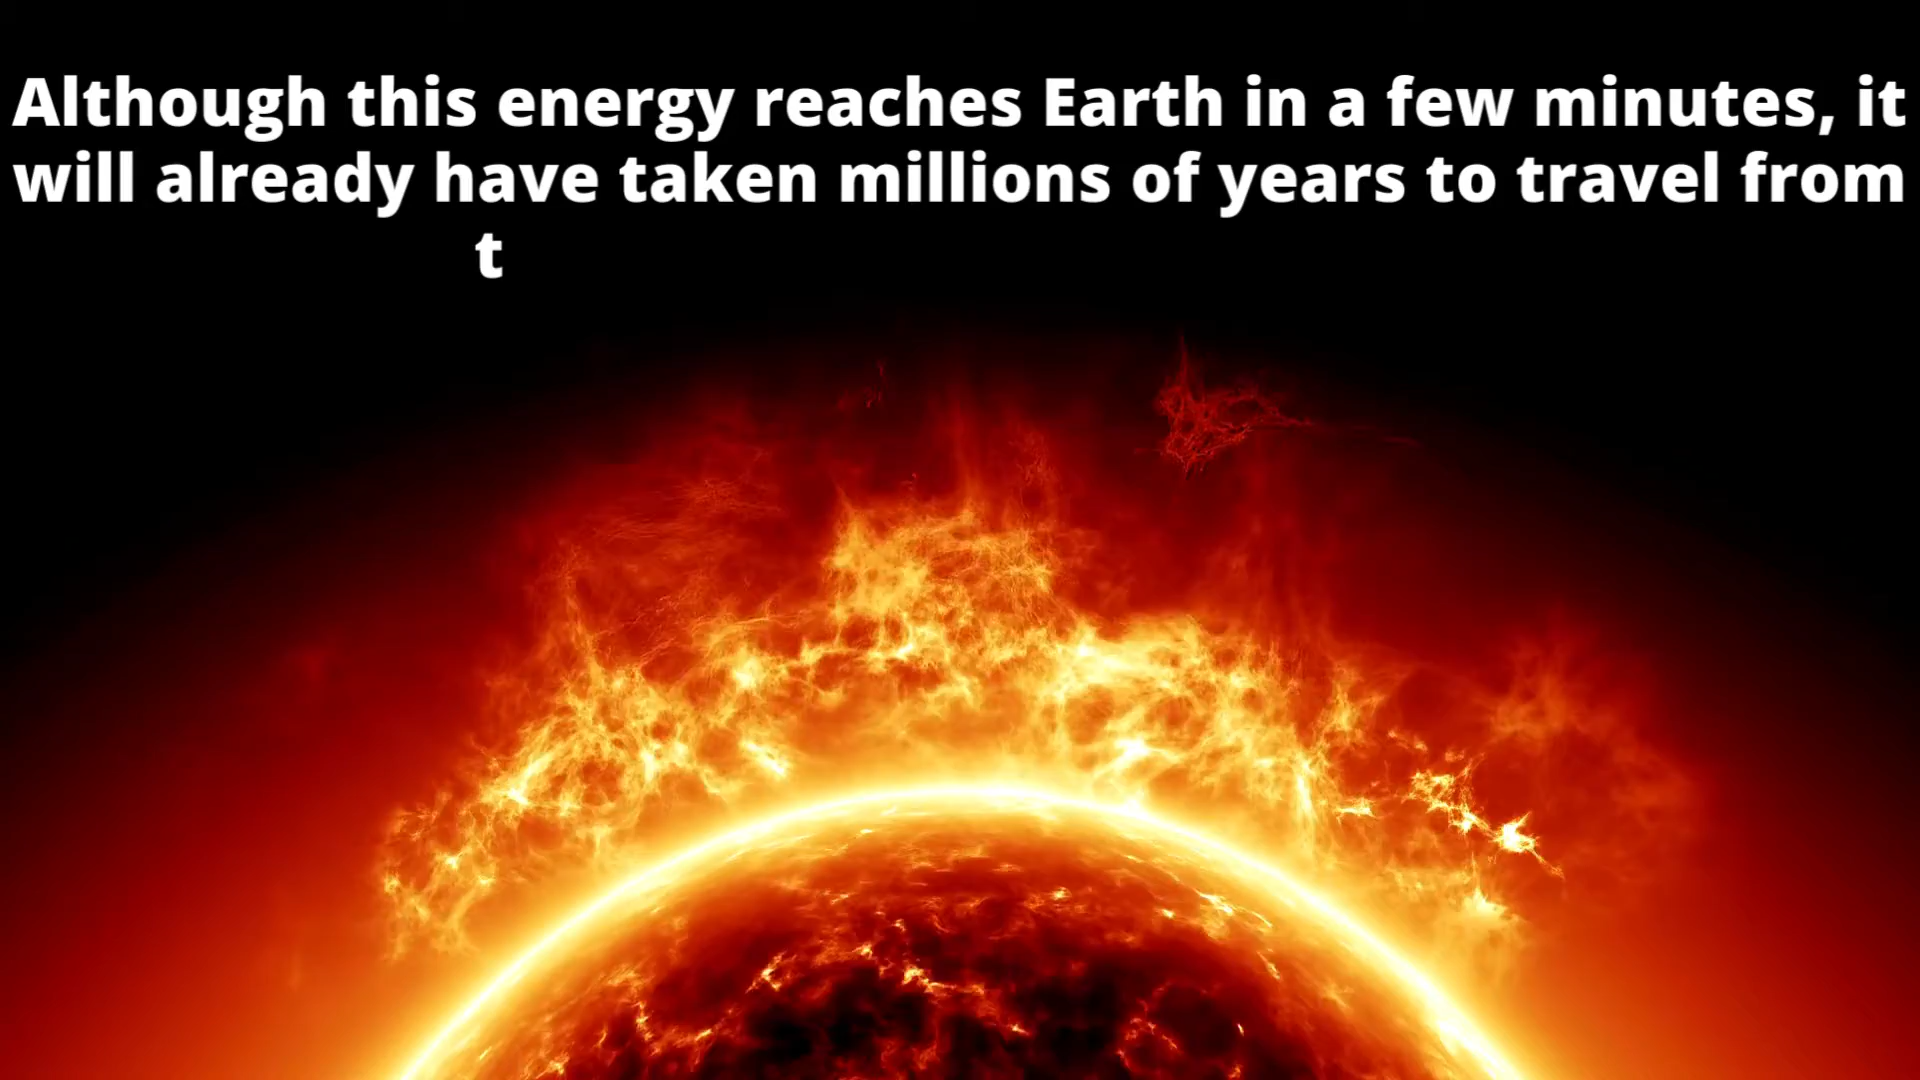 Although this energy reaches Earth in a few minutes, it
will already have taken millions of years to travel from
t